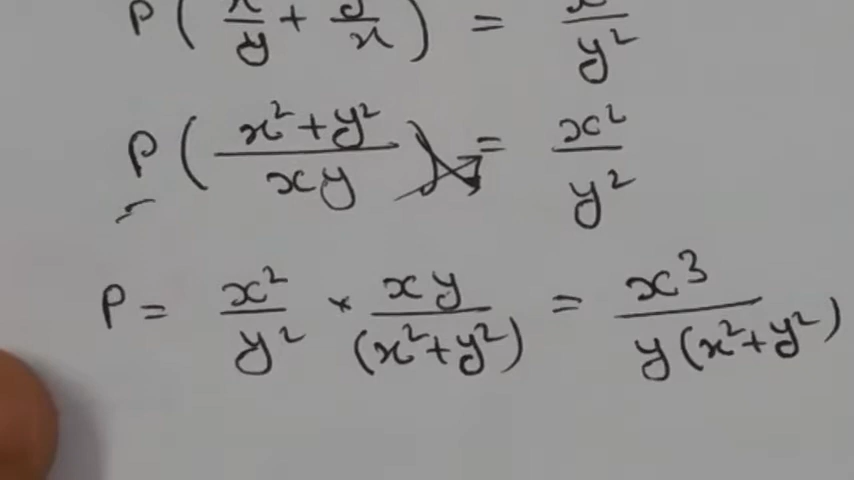 P ( x/y + y/x ) = x²/y²
P ( (x²+y²)/(xy) ) = x²/y²
P = x²/y² × xy/(x²+y²) = x³/(y(x²+y²))